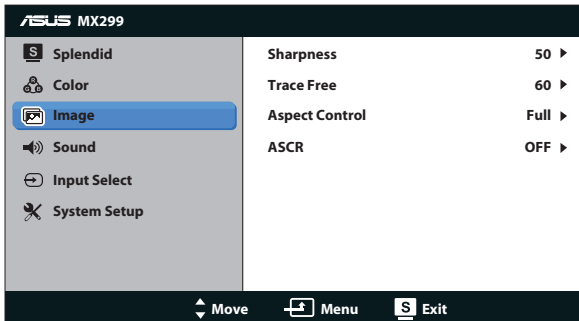 ASUS MX299
S Splendid
Color
Image
Sound
Input Select
System Setup
Sharpness 50
Trace Free 60
Aspect Control Full
ASCR OFF
Move Menu S Exit